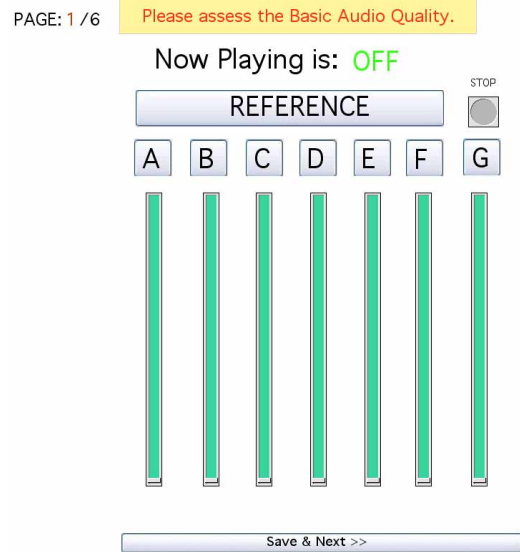 PAGE: 1 /6
Please assess the Basic Audio Quality.
Now Playing is: OFF
STOP
REFERENCE
A B C D E F G
Save & Next >>